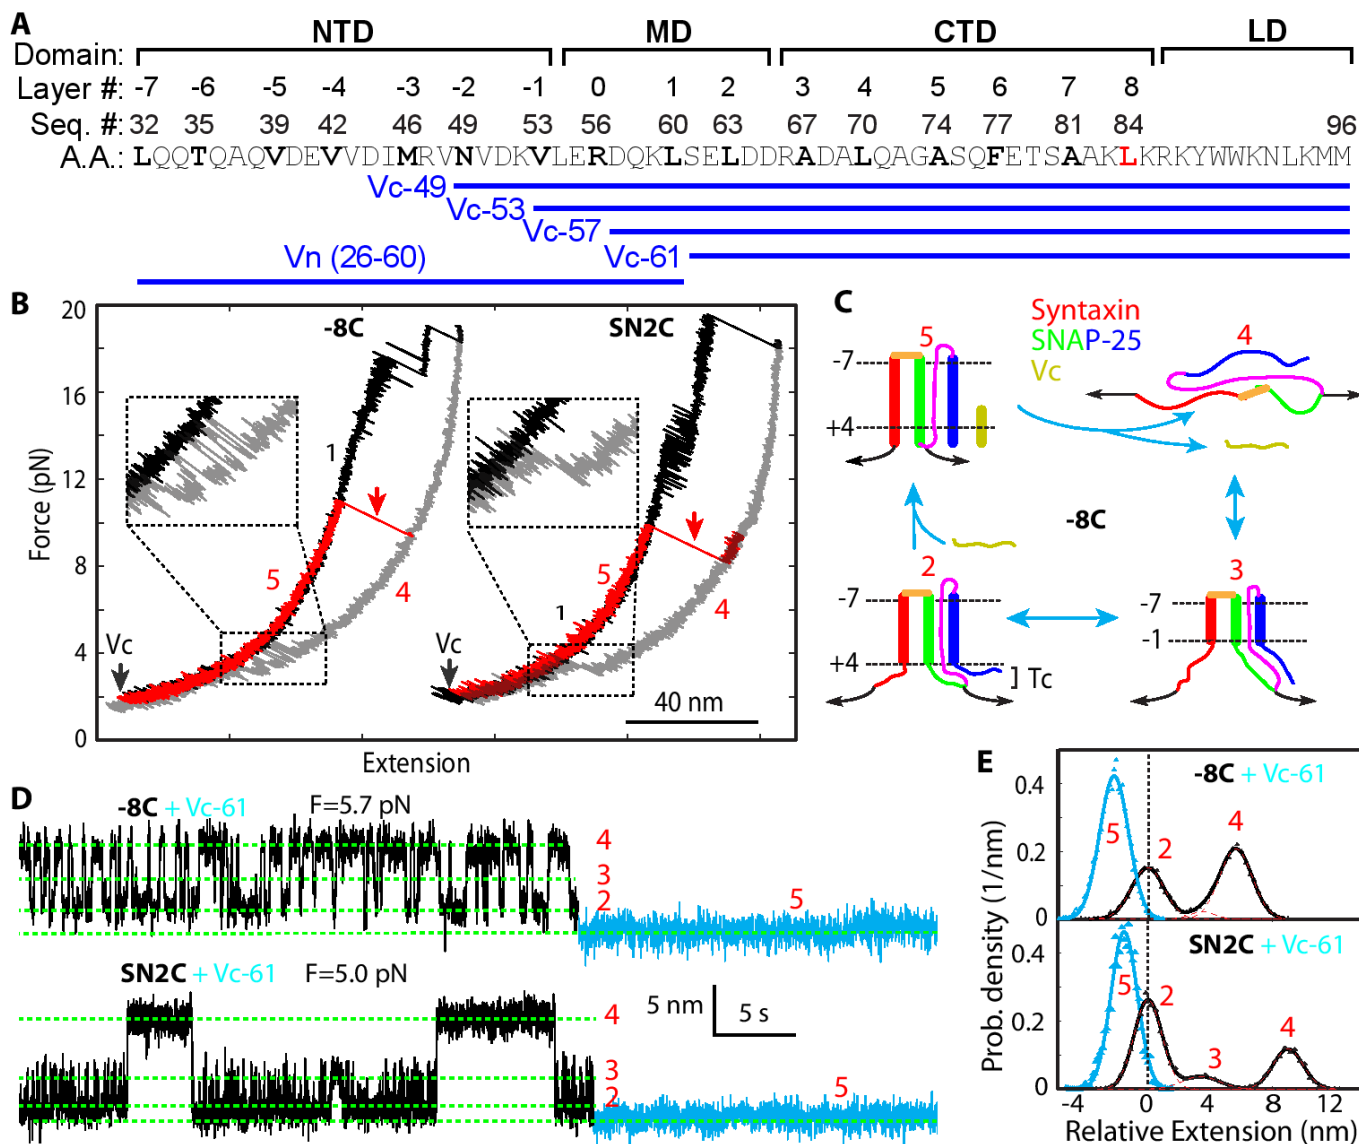 A
NTD MD CTD LD
Domain:
Layer #: -7 -6 -5 -4 -3 -2 -1 0 1 2 3 4 5 6 7 8
Seq. #: 32 35 39 42 46 49 53 56 60 63 67 70 74 77 81 84 96
A.A.: LQQTQAQVDEVVDIMRVNVDKVLERDQKLSELDDRADALQAGASQFETSAAKLKRKYWWKNLKMM
Vc-49
Vc-53
Vc-57
Vn (26-60) Vc-61
B
20
16
12
8
4
0
Force (pN)
Extension
-8C
SN2C
1
5
4
Vc
1
5
4
Vc
40 nm
C
Syntaxin
SNAP-25
Vc
5
-7
+4
4
-8C
2
-7
+4
Tc
3
-7
-1
D
-8C + Vc-61 F=5.7 pN
4
3
2
5
SN2C + Vc-61 F=5.0 pN
4
3
2
5
5 nm
5 s
E
-8C + Vc-61
0.4
0.2
0
5
2
4
SN2C + Vc-61
0.4
0.2
0
5
2
3
4
-4 0 4 8 12
Prob. density (1/nm)
Relative Extension (nm)